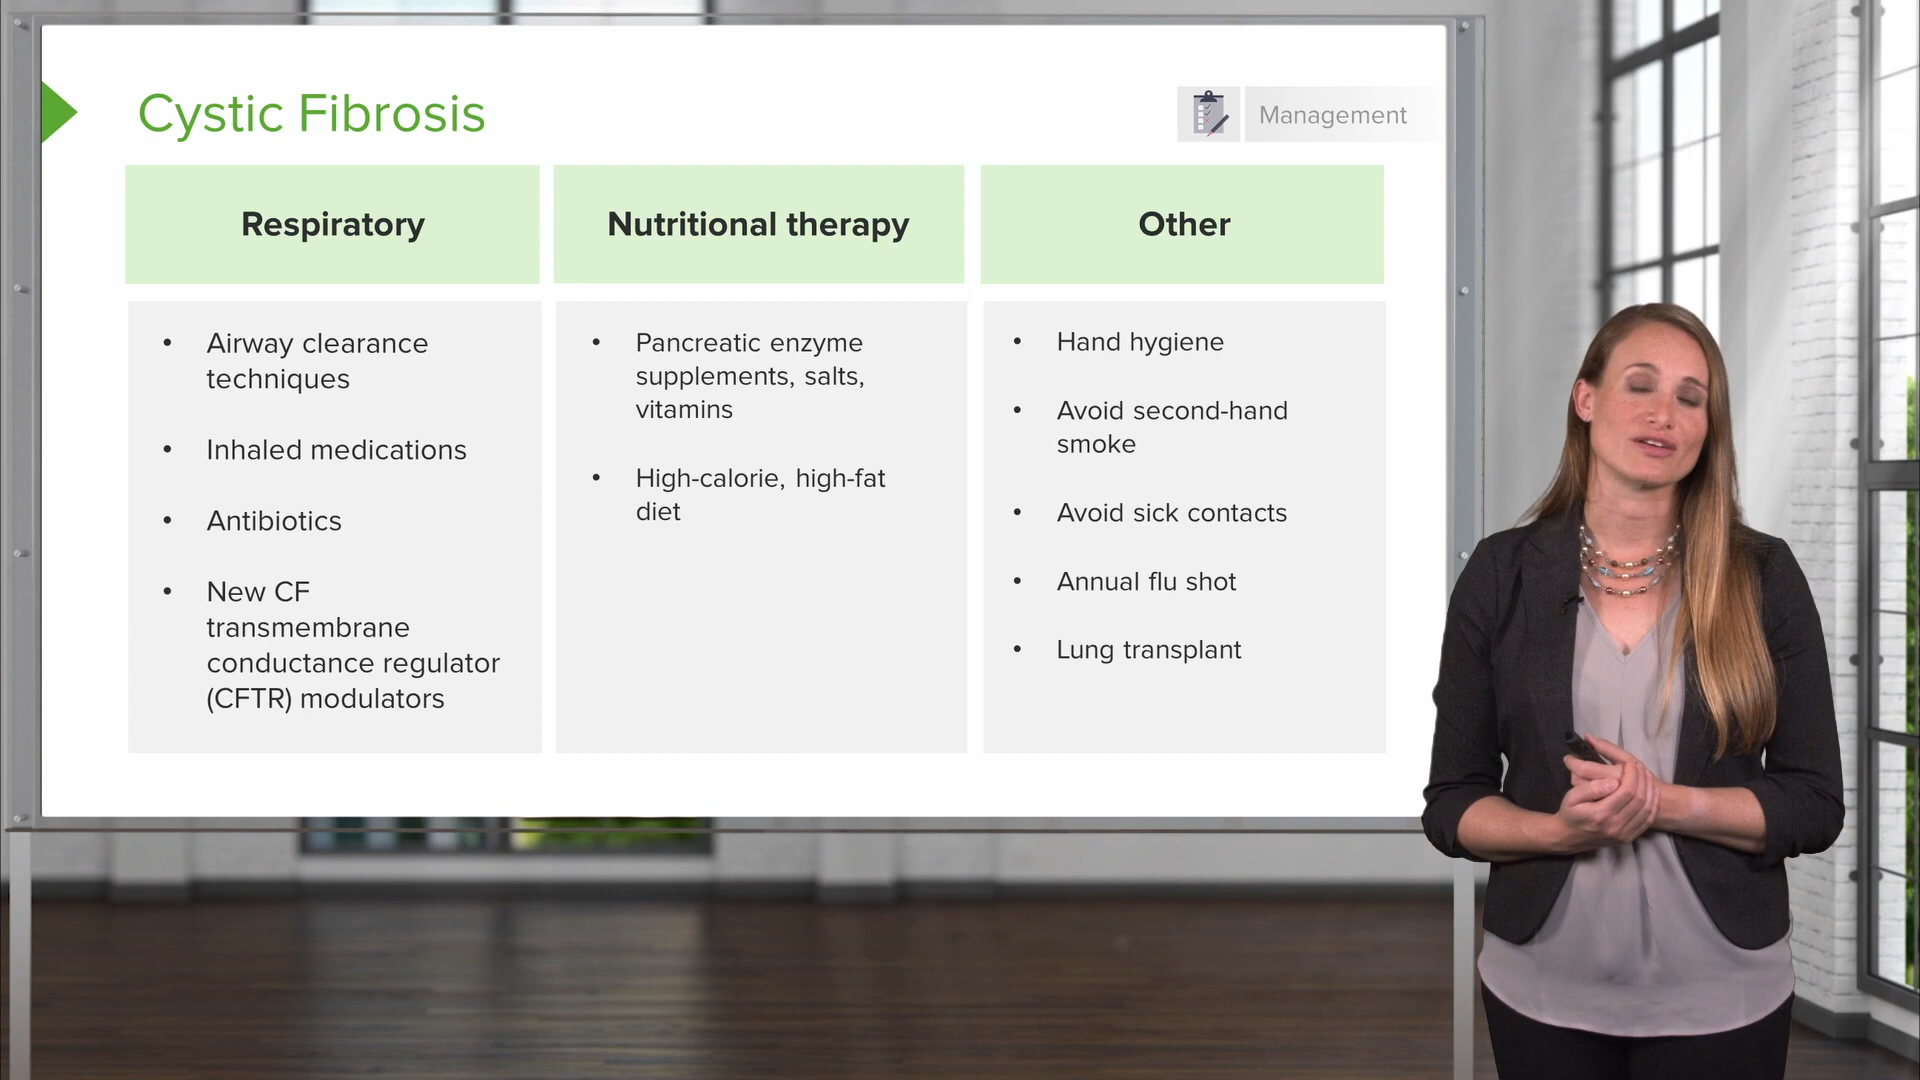 Cystic Fibrosis
Management
Respiratory
Nutritional therapy
Other
• Airway clearance
techniques
• Inhaled medications
• Antibiotics
• New CF
transmembrane
conductance regulator
(CFTR) modulators
• Pancreatic enzyme
supplements, salts,
vitamins
• High-calorie, high-fat
diet
• Hand hygiene
• Avoid second-hand
smoke
• Avoid sick contacts
• Annual flu shot
• Lung transplant